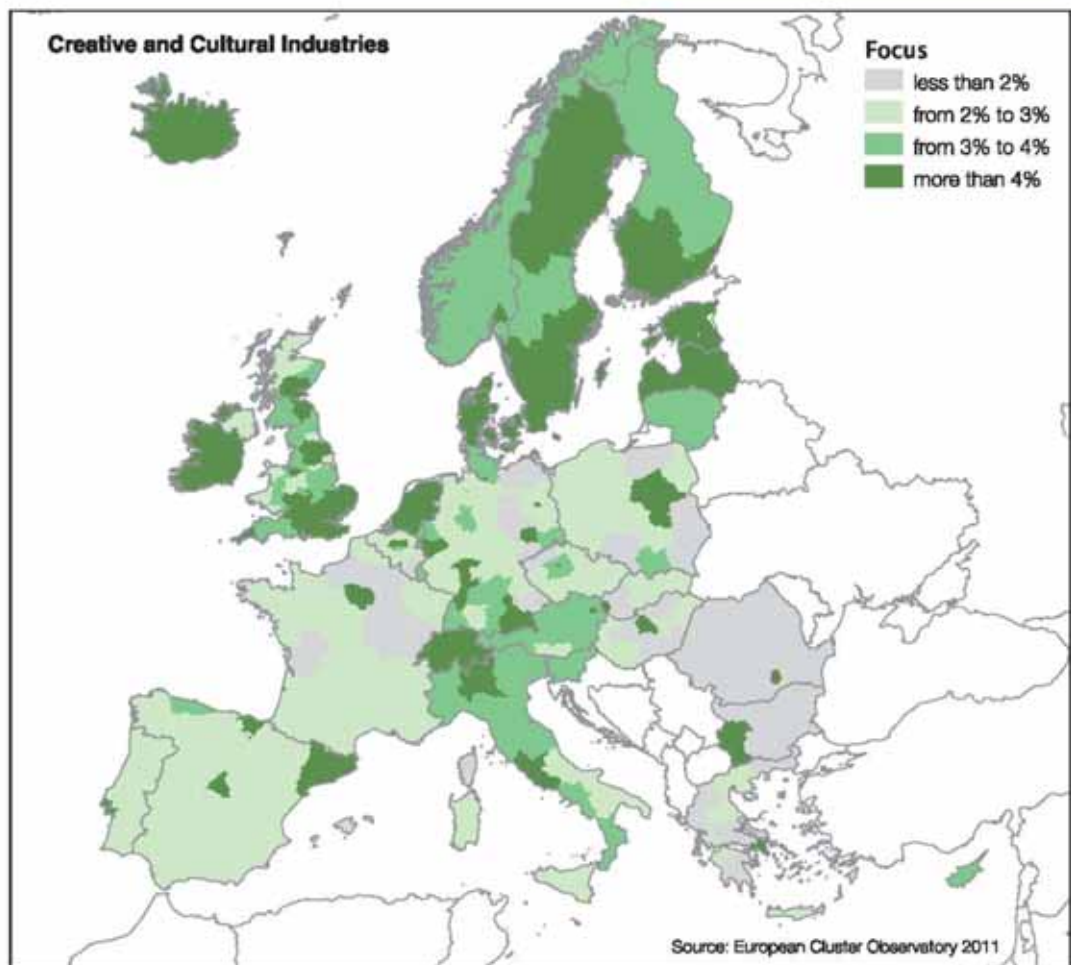 Creative and Cultural Industries
Focus
less than 2%
from 2% to 3%
from 3% to 4%
more than 4%
Source: European Cluster Observatory 2011